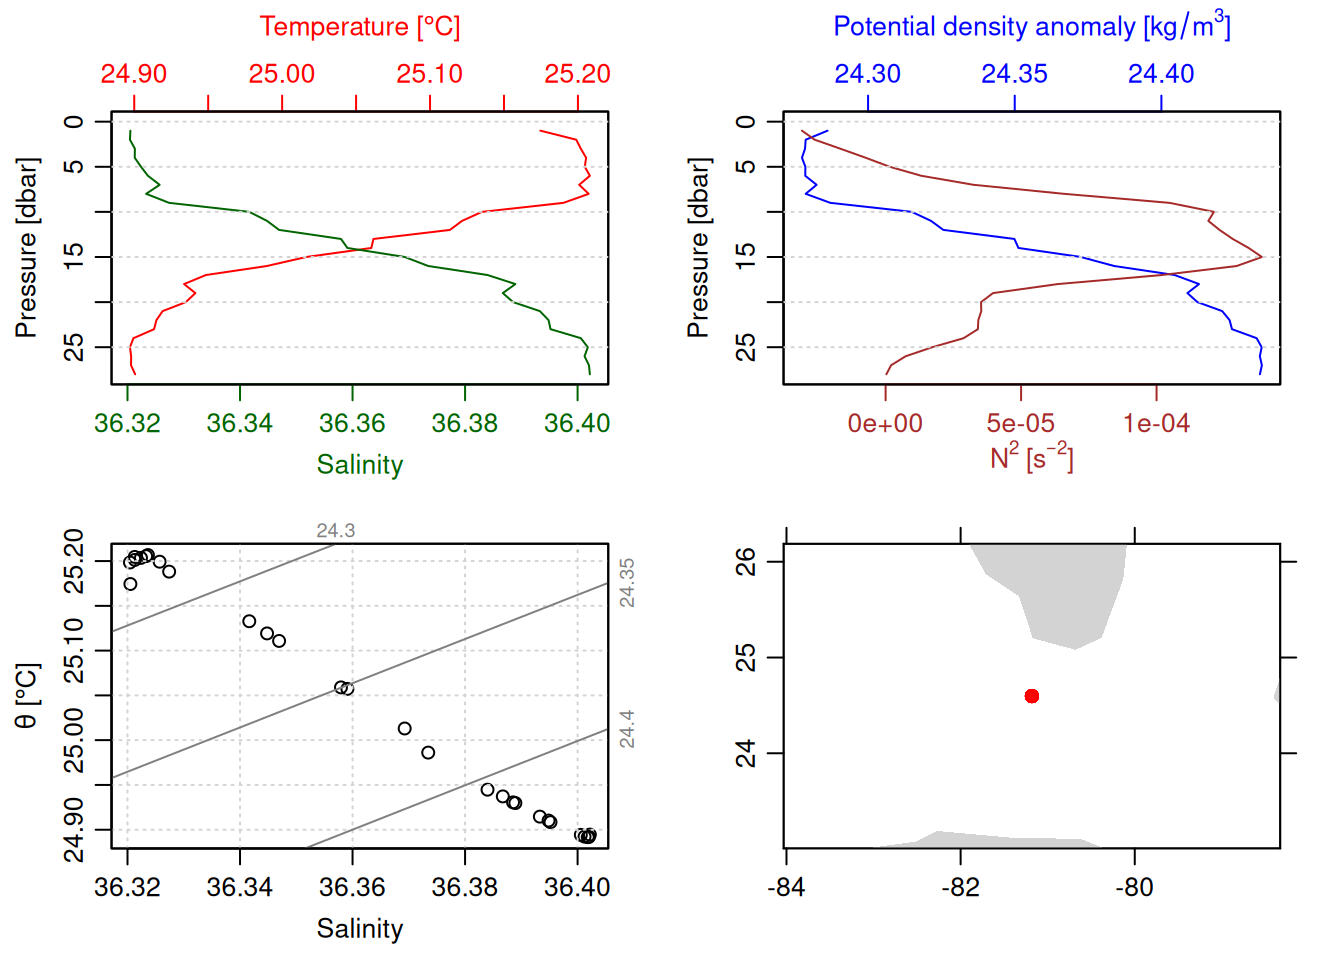 Temperature [°C]
24.90 25.00 25.10 25.20
Pressure [dbar]
0
5
15
25
36.32 36.34 36.36 36.38 36.40
Salinity
Potential density anomaly [kg/m³]
24.30 24.35 24.40
Pressure [dbar]
0
5
15
25
0e+00 5e-05 1e-04
N² [s⁻²]
24.3
24.35
24.4
θ [°C]
25.20
25.10
25.00
24.90
36.32 36.34 36.36 36.38 36.40
Salinity
26
25
24
-84 -82 -80